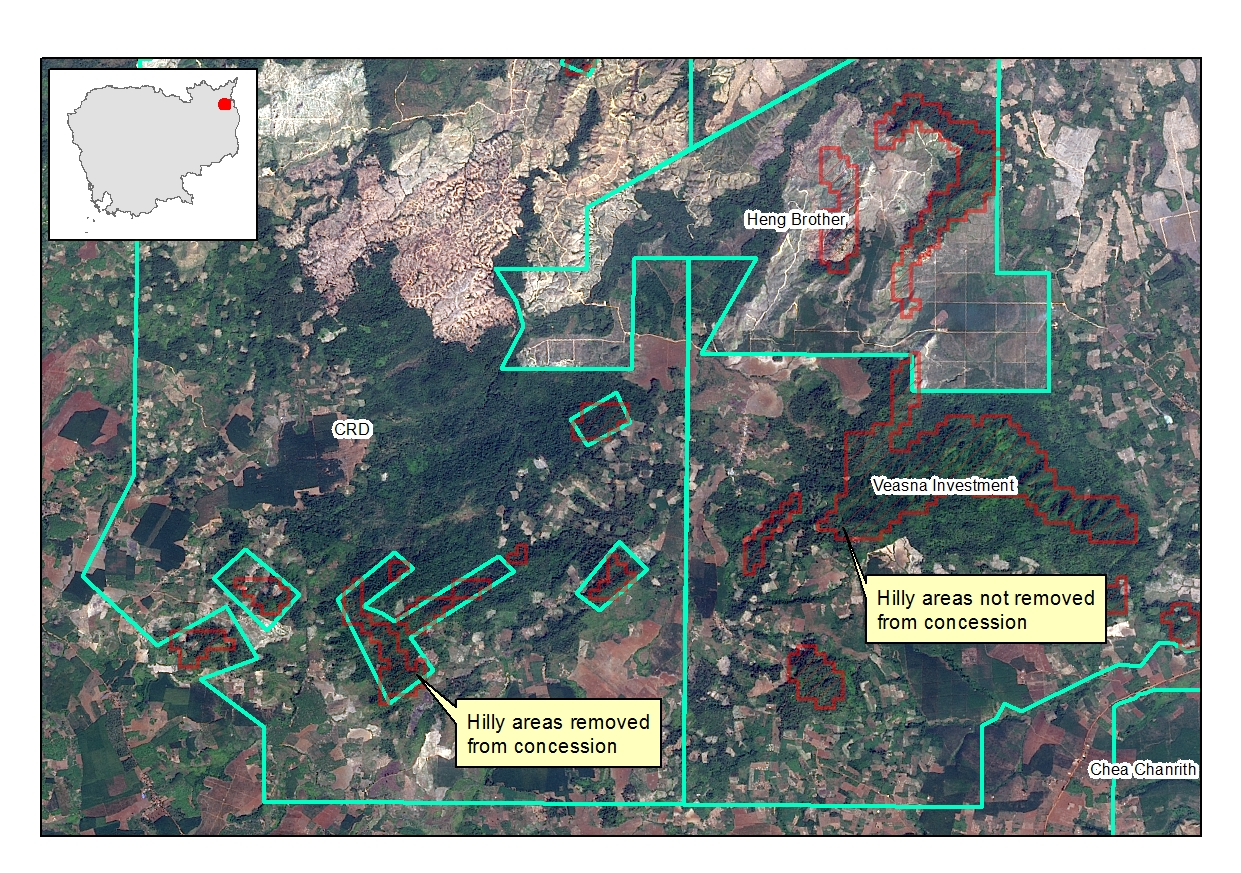 Heng Brother
CRD
Veasna Investment
Hilly areas not removed
from concession
Hilly areas removed
from concession
Chea Chanrith